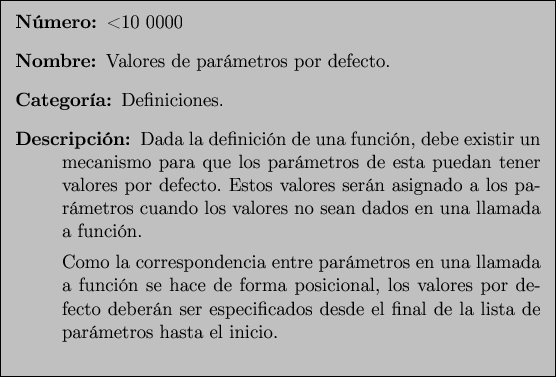 Número: <10 0000
Nombre: Valores de parámetros por defecto.
Categoría: Definiciones.
Descripción: Dada la definición de una función, debe existir un
mecanismo para que los parámetros de esta puedan tener
valores por defecto. Estos valores serán asignado a los pa-
rámetros cuando los valores no sean dados en una llamada
a función.
Como la correspondencia entre parámetros en una llamada
a función se hace de forma posicional, los valores por de-
fecto deberán ser especificados desde el final de la lista de
parámetros hasta el inicio.